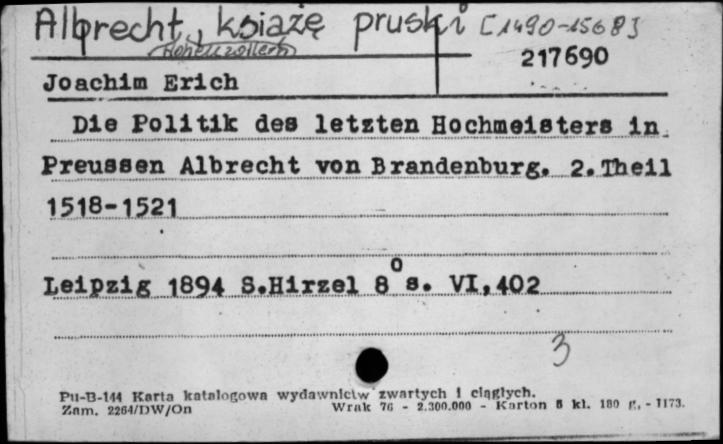 Albrecht, książę pruski [1490-1568]
(Hohenzollern)
217690
Joachim Erich
Die Politik des letzten Hochmeisters in
Preussen Albrecht von Brandenburg. 2.Theil
1518-1521
Leipzig 1894 S.Hirzel 8° s. VI,402
3
Pu-B-144 Karta katalogowa wydawnictw zwartych i ciągłych.
Zam. 2264/DW/On Wrak 76 - 2.300.000 - Karton 8 kl. 180 g. - 1173.